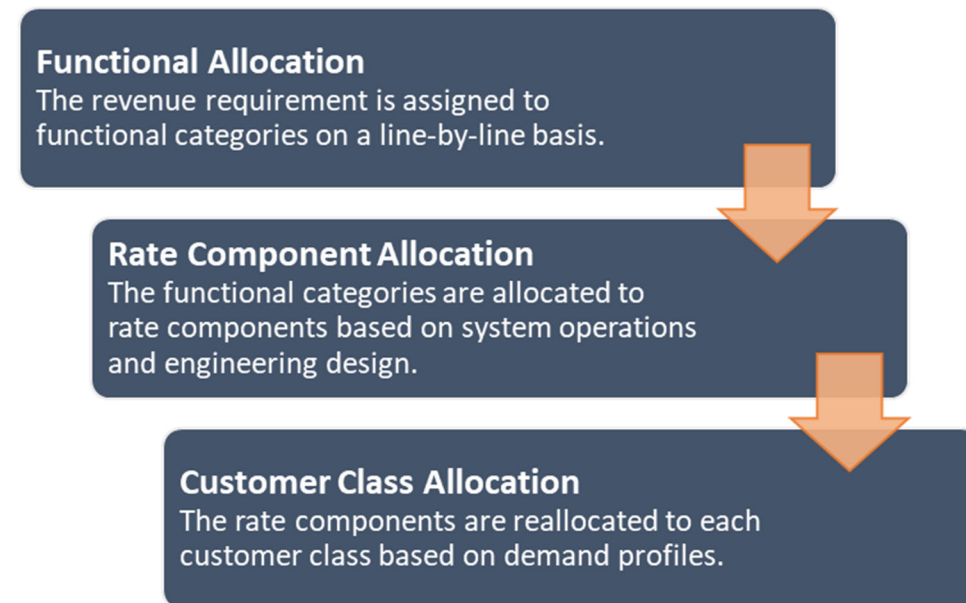 Functional Allocation
The revenue requirement is assigned to
functional categories on a line-by-line basis.
Rate Component Allocation
The functional categories are allocated to
rate components based on system operations
and engineering design.
Customer Class Allocation
The rate components are reallocated to each
customer class based on demand profiles.